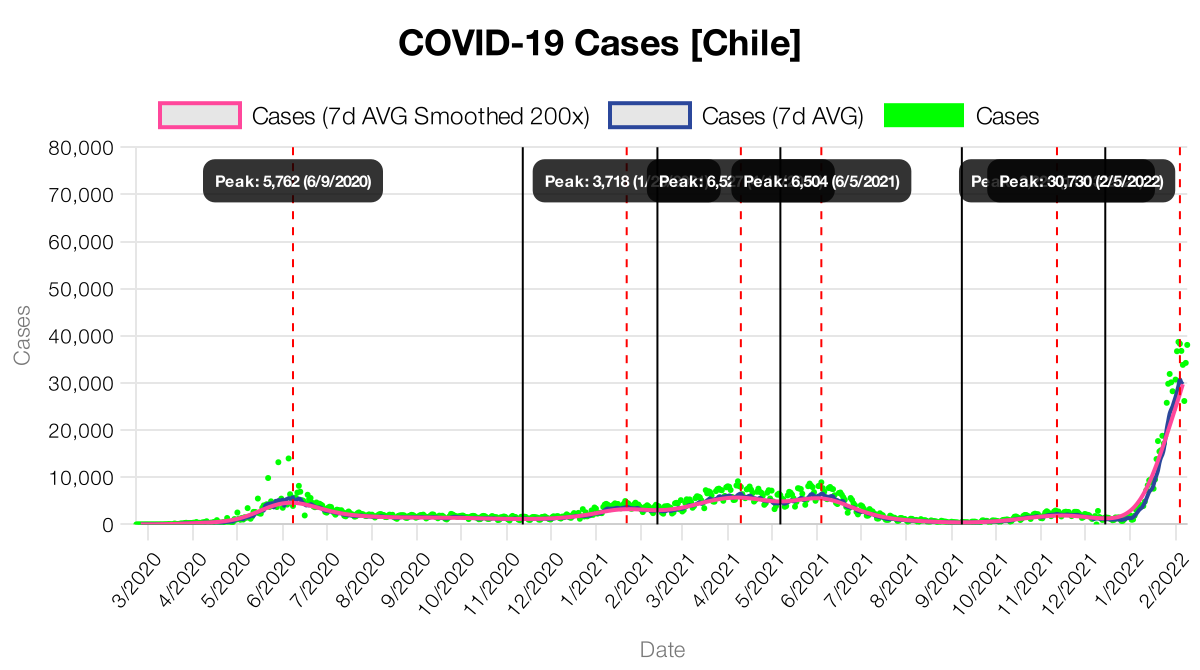 COVID-19 Cases [Chile]
Cases (7d AVG Smoothed 200x) Cases (7d AVG) Cases
80,000
70,000
60,000
50,000
40,000
30,000
20,000
10,000
0
Peak: 5,762 (6/9/2020) Peak: 3,718 Peak: Peak: 6,504 (6/5/2021) Peak: 30,730 (2/5/2022)
Cases
3/2020 4/2020 5/2020 6/2020 7/2020 8/2020 9/2020 10/2020 11/2020 12/2020 1/2021 2/2021 3/2021 4/2021 5/2021 6/2021 7/2021 8/2021 9/2021 10/2021 11/2021 12/2021 1/2022 2/2022
Date